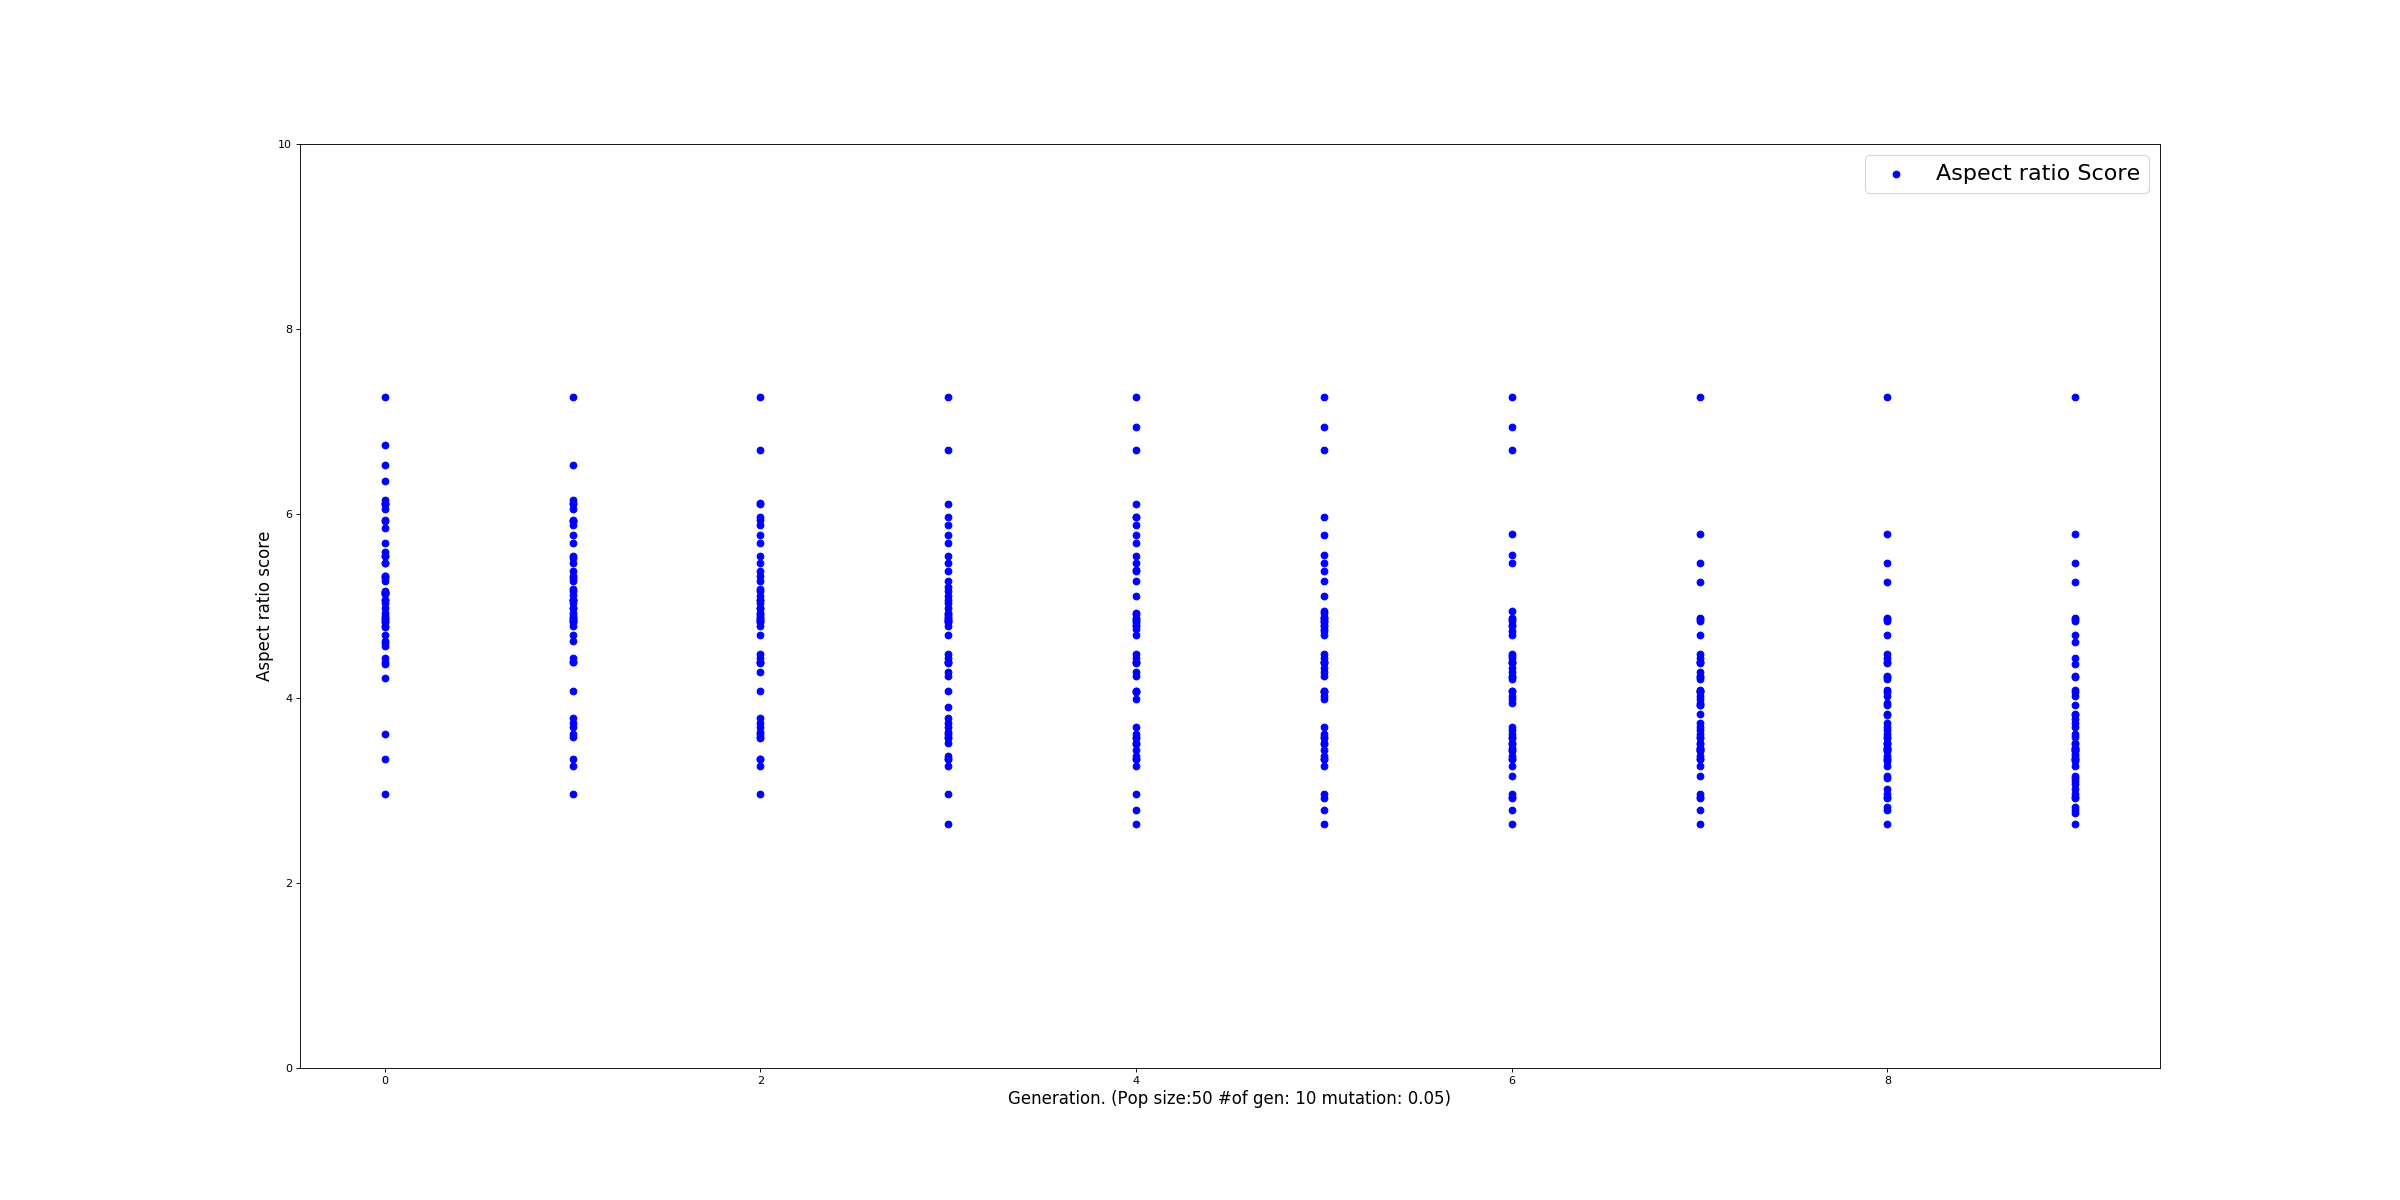 Aspect ratio Score
10
8
6
4
2
0
Aspect ratio score
0 2 4 6 8
Generation. (Pop size:50 #of gen: 10 mutation: 0.05)